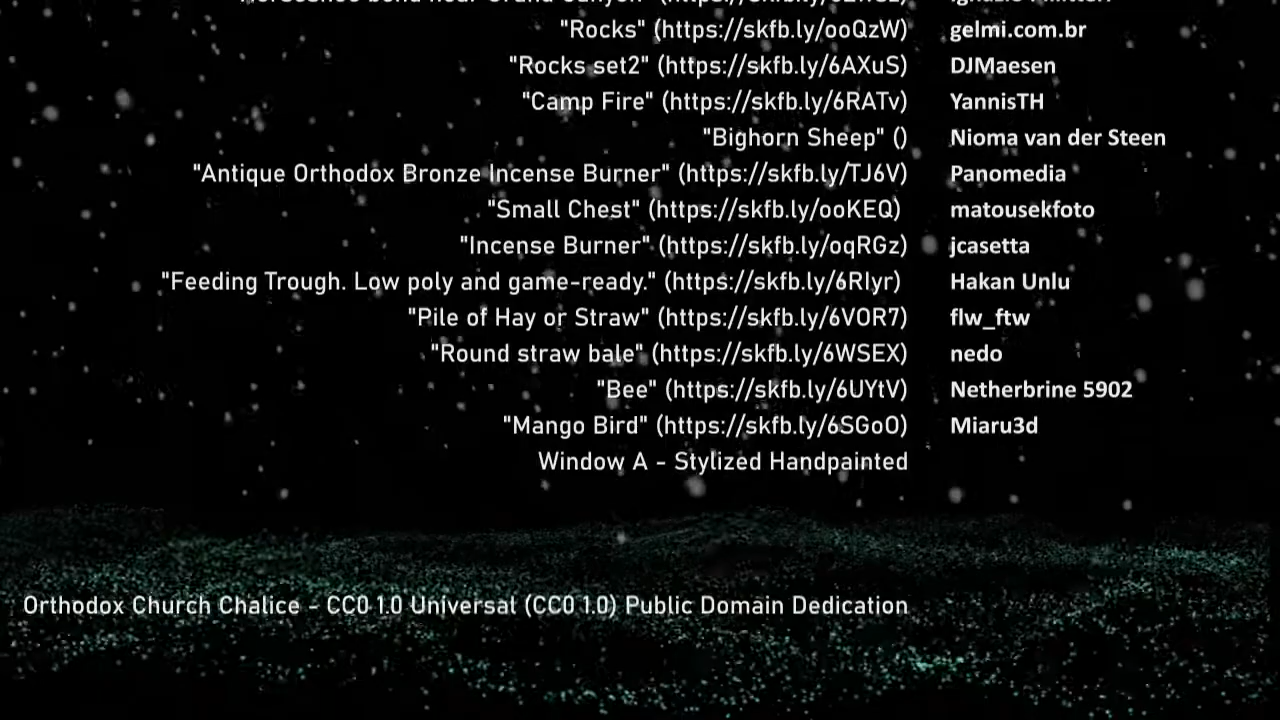 "Rocks" (https://skfb.ly/ooQzW) gelmi.com.br
"Rocks set2" (https://skfb.ly/6AXuS) DJMaesen
"Camp Fire" (https://skfb.ly/6RATv) YannisTH
"Bighorn Sheep" () Nioma van der Steen
"Antique Orthodox Bronze Incense Burner" (https://skfb.ly/TJ6V) Panomedia
"Small Chest" (https://skfb.ly/ooKEQ) matousekfoto
"Incense Burner" (https://skfb.ly/oqRGz) jcasetta
"Feeding Trough. Low poly and game-ready." (https://skfb.ly/6RIyr) Hakan Unlu
"Pile of Hay or Straw" (https://skfb.ly/6VOR7) flw_ftw
"Round straw bale" (https://skfb.ly/6WSEX) nedo
"Bee" (https://skfb.ly/6UYtV) Netherbrine 5902
"Mango Bird" (https://skfb.ly/6SGoO) Miaru3d
Window A - Stylized Handpainted
Orthodox Church Chalice - CC0 1.0 Universal (CC0 1.0) Public Domain Dedication